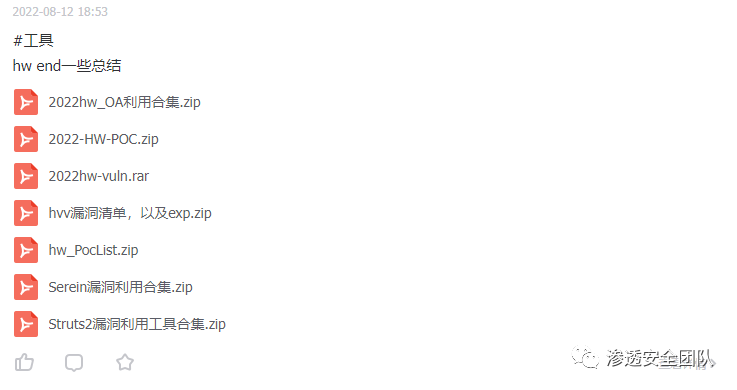 2022-08-12 18:53
#工具
hw end一些总结
2022hw_OA利用合集.zip
2022-HW-POC.zip
2022hw-vuln.rar
hvv漏洞清单，以及exp.zip
hw_PocList.zip
Serein漏洞利用合集.zip
Struts2漏洞利用工具合集.zip
渗透安全团队